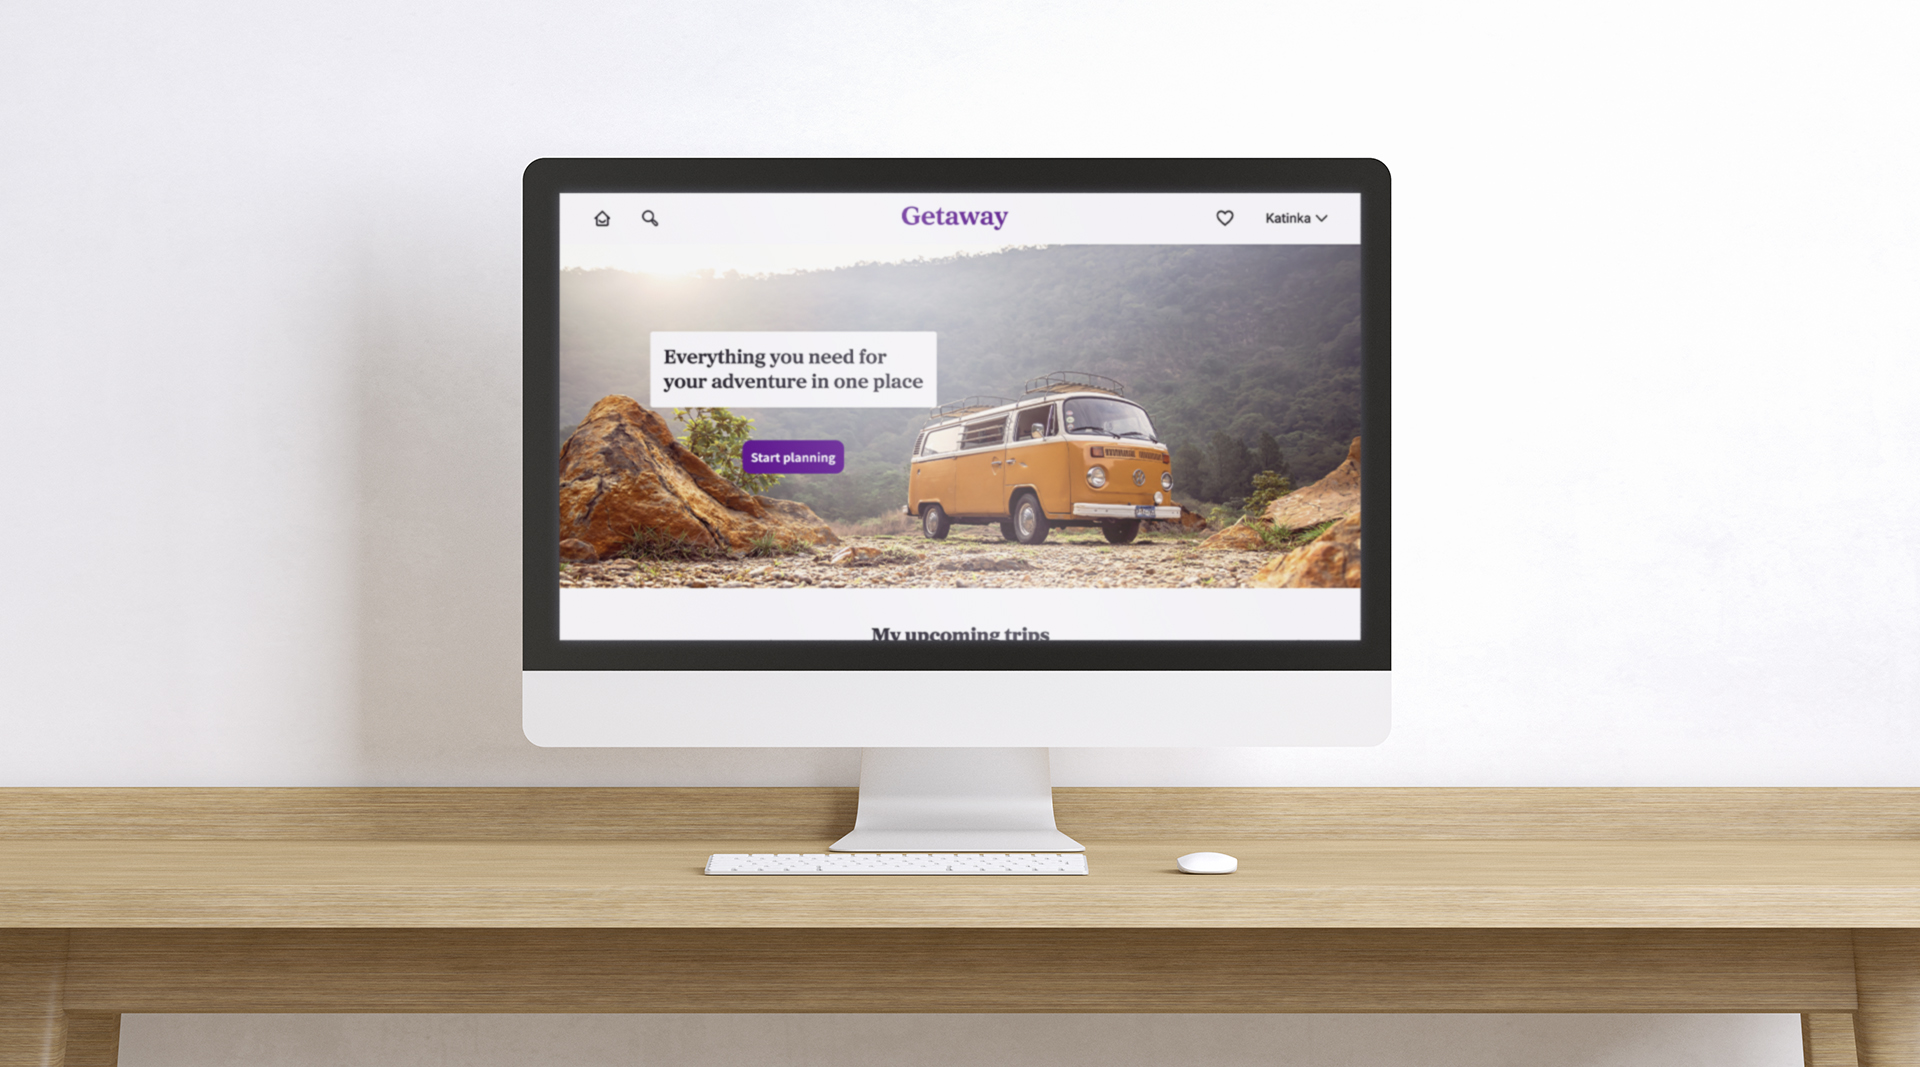 Getaway
Katinka
Everything you need for
your adventure in one place
Start planning
My upcoming trips